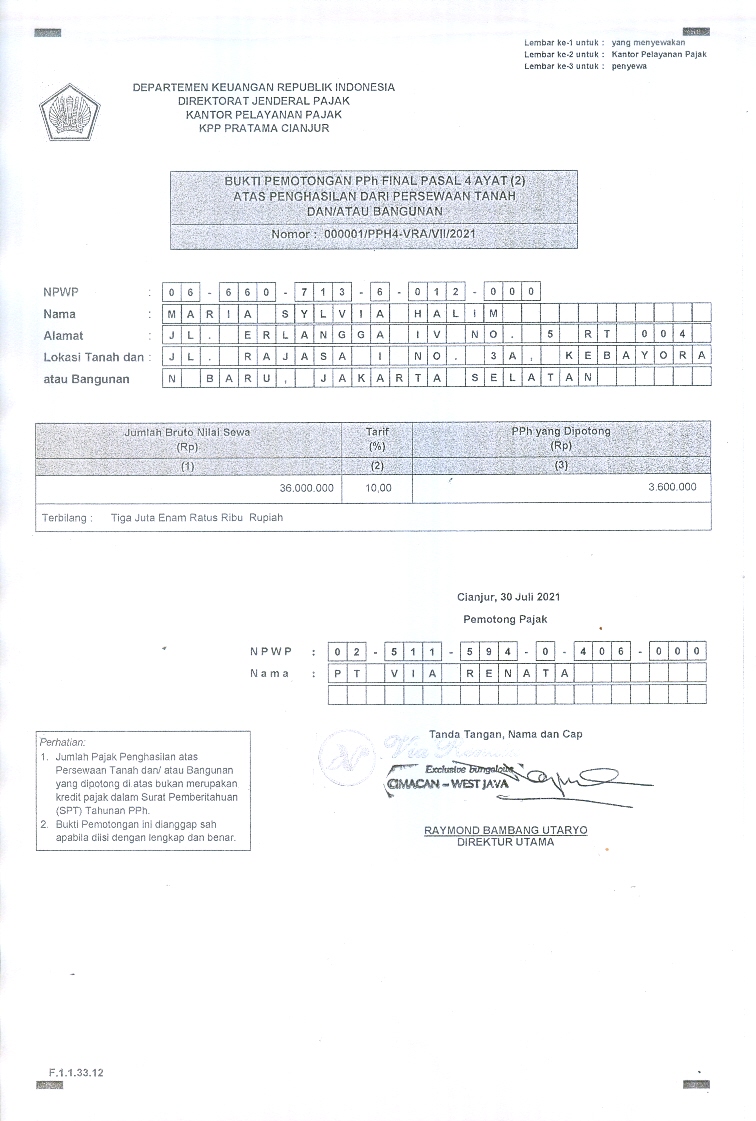 Lembar ke-1 untuk : yang menyewakan
Lembar ke-2 untuk : Kantor Pelayanan Pajak
Lembar ke-3 untuk : penyewa
DEPARTEMEN KEUANGAN REPUBLIK INDONESIA
DIREKTORAT JENDERAL PAJAK
KANTOR PELAYANAN PAJAK
KPP PRATAMA CIANJUR
BUKTI PEMOTONGAN PPh FINAL PASAL 4 AYAT (2)
ATAS PENGHASILAN DARI PERSEWAAN TANAH
DAN/ATAU BANGUNAN
Nomor : 000001/PPH4-VRA/VII/2021
NPWP : 06-660-713-6-012-000
Nama : MARIA SYLVIA HALIM
Alamat : JL. ERLANGGA IV NO. 5 RT 004
Lokasi Tanah dan : JL. RAJASA I NO. 3A, KEBAYORA
atau Bangunan N BARU, JAKARTA SELATAN
Jumlah Bruto Nilai Sewa Tarif PPh yang Dipotong
(Rp) (%) (Rp)
(1) (2) (3)
36.000.000 10,00 3.600.000
Terbilang : Tiga Juta Enam Ratus Ribu Rupiah
Cianjur, 30 Juli 2021
Pemotong Pajak
NPWP : 02-511-594-0-406-000
Nama : PT VIA RENATA
Tanda Tangan, Nama dan Cap
Via Renata
Exclusive bungalows
CIMACAN - WEST JAVA
RAYMOND BAMBANG UTARYO
DIREKTUR UTAMA
Perhatian:
1. Jumlah Pajak Penghasilan atas
Persewaan Tanah dan/ atau Bangunan
yang dipotong di atas bukan merupakan
kredit pajak dalam Surat Pemberitahuan
(SPT) Tahunan PPh.
2. Bukti Pemotongan ini dianggap sah
apabila diisi dengan lengkap dan benar.
F.1.1.33.12